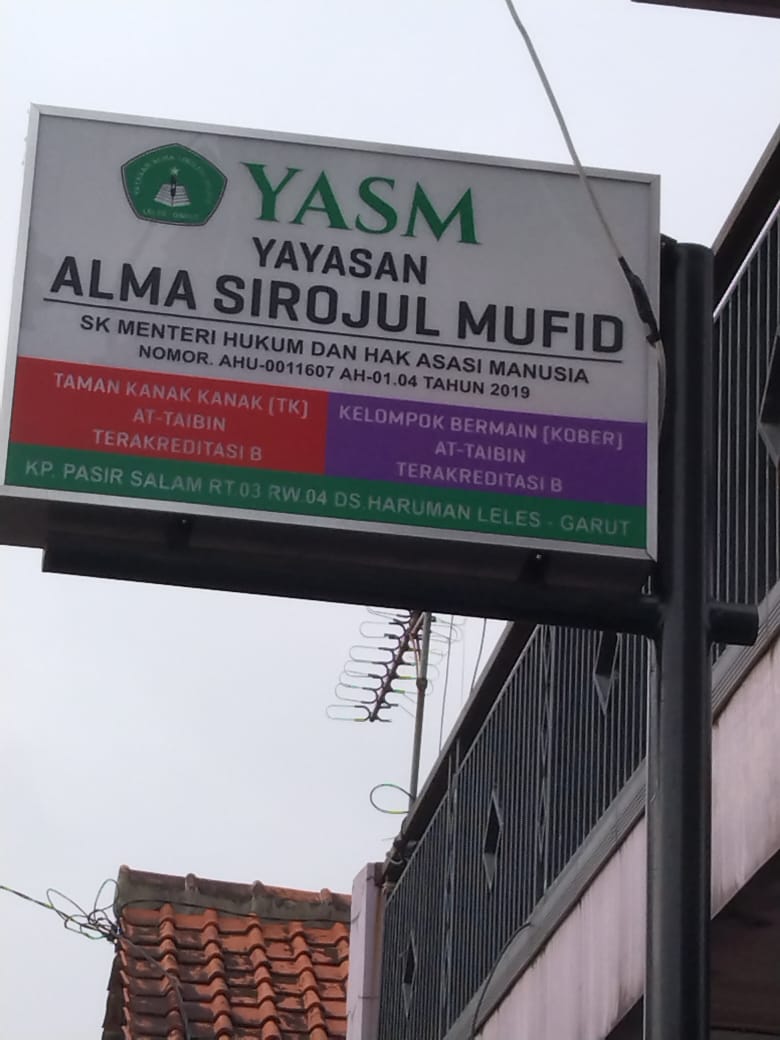 YASM
YAYASAN
ALMA SIROJUL MUFID
SK MENTERI HUKUM DAN HAK ASASI MANUSIA
NOMOR. AHU-0011607 AH-01.04 TAHUN 2019
TAMAN KANAK KANAK (TK)
AT-TAIBIN
TERAKREDITASI B
KELOMPOK BERMAIN (KOBER)
AT-TAIBIN
TERAKREDITASI B
KP. PASIR SALAM RT.03 RW.04 DS.HARUMAN LELES - GARUT
LELES - GARUT